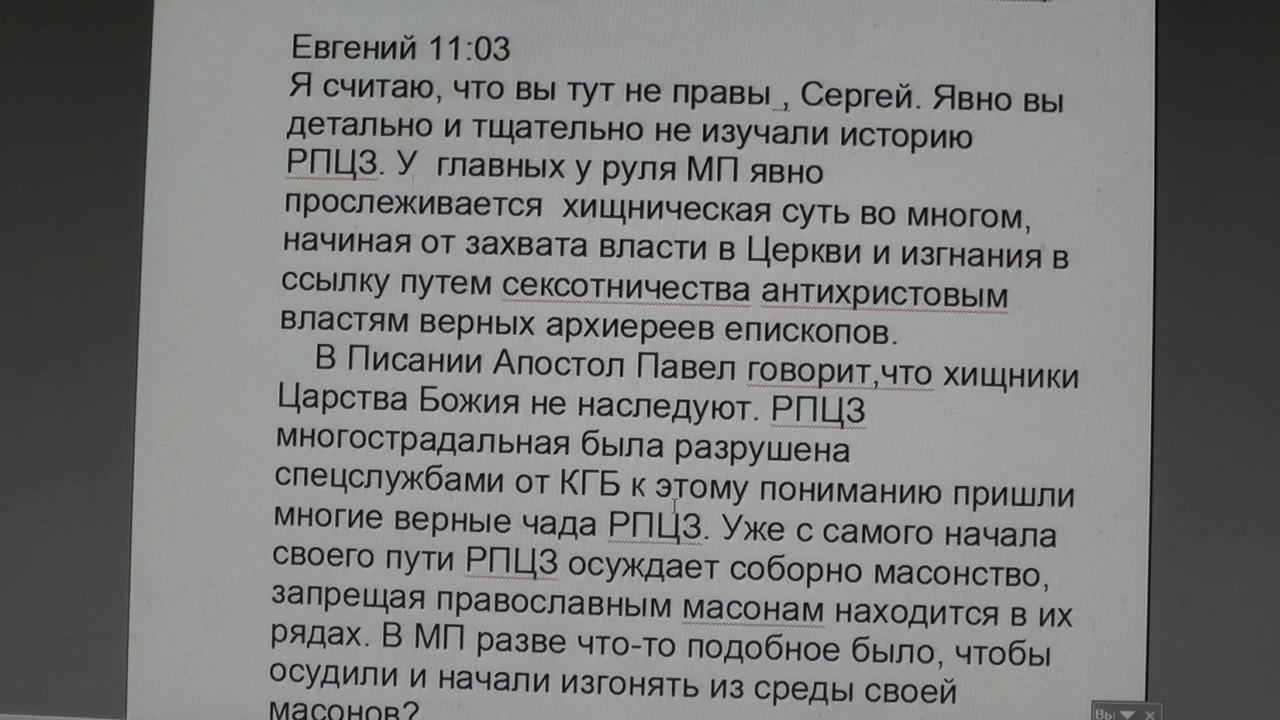 Евгений 11:03
Я считаю, что вы тут не правы , Сергей. Явно вы
детально и тщательно не изучали историю
РПЦЗ. У  главных у руля МП явно
прослеживается  хищническая суть во многом,
начиная от захвата власти в Церкви и изгнания в
ссылку путем сексотничества антихристовым
властям верных архиереев епископов.
В Писании Апостол Павел говорит,что хищники
Царства Божия не наследуют. РПЦЗ
многострадальная была разрушена
спецслужбами от КГБ к этому пониманию пришли
многие верные чада РПЦЗ. Уже с самого начала
своего пути РПЦЗ осуждает соборно масонство,
запрещая православным масонам находится в их
рядах. В МП разве что-то подобное было, чтобы
осудили и начали изгонять из среды своей
масонов?
Вы